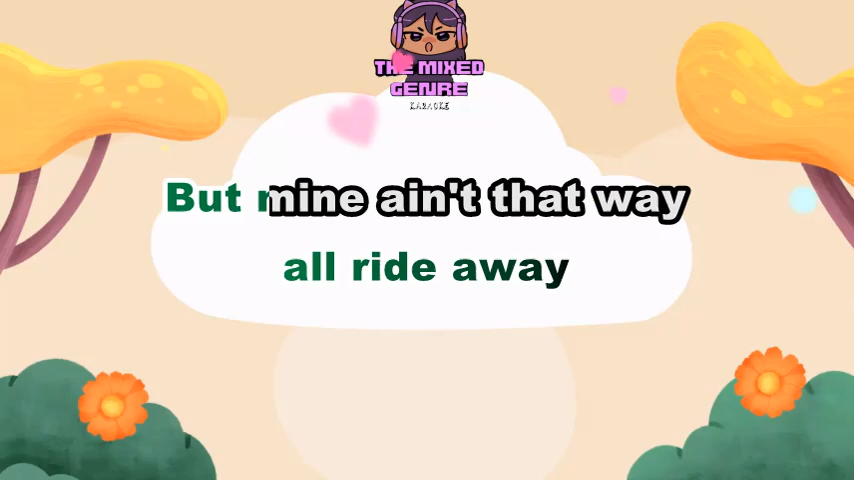 THE MIXED
GENRE
KARAOKE
But mine ain't that way
all ride away